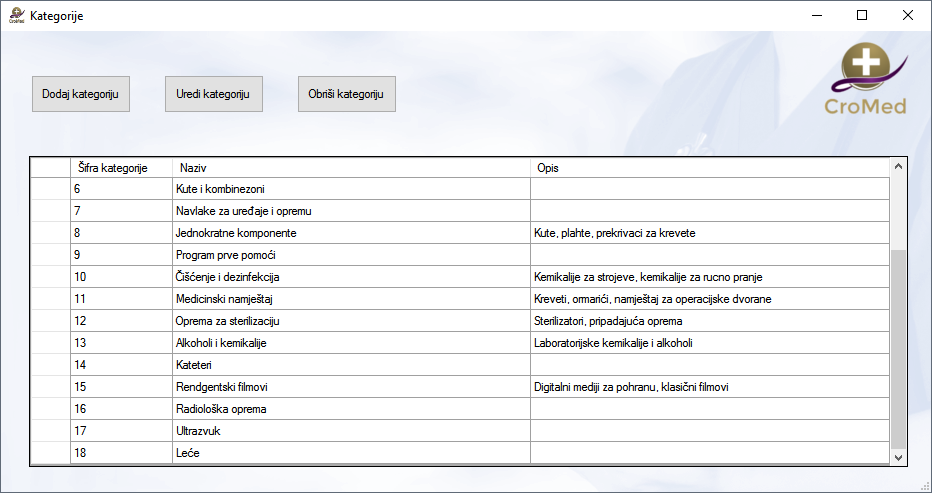 CroMed
Kategorije
CroMed
Dodaj kategoriju
Uredi kategoriju
Obriši kategoriju
Šifra kategorije Naziv Opis
6 Kute i kombinezoni
7 Navlake za uređaje i opremu
8 Jednokratne komponente Kute, plahte, prekrivaci za krevete
9 Program prve pomoći
10 Čišćenje i dezinfekcija Kemikalije za strojeve, kemikalije za rucno pranje
11 Medicinski namještaj Kreveti, ormarići, namještaj za operacijske dvorane
12 Oprema za sterilizaciju Sterilizatori, pripadajuća oprema
13 Alkoholi i kemikalije Laboratorijske kemikalije i alkoholi
14 Kateteri
15 Rendgentski filmovi Digitalni mediji za pohranu, klasični filmovi
16 Radiološka oprema
17 Ultrazvuk
18 Leće